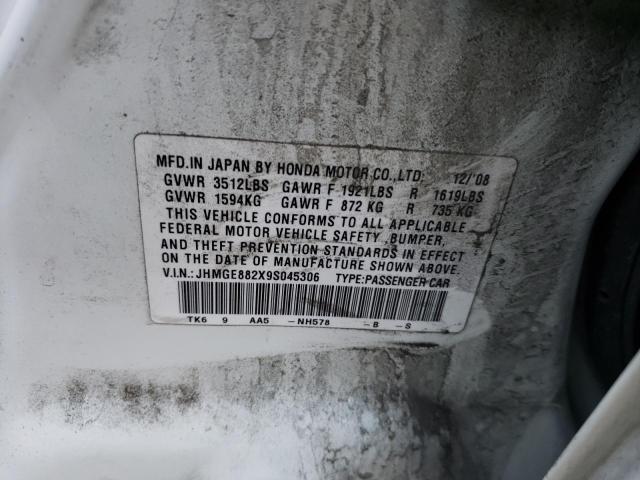 MFD.IN JAPAN BY HONDA MOTOR CO.,LTD: 12/'08
GVWR 3512LBS GAWR F 1921LBS R 1619LBS
GVWR 1594KG GAWR F 872 KG R 735 KG
THIS VEHICLE CONFORMS TO ALL APPLICABLE
FEDERAL MOTOR VEHICLE SAFETY ,BUMPER,
AND THEFT PREVENTION STANDARDS IN EFFECT
ON THE DATE OF MANUFACTURE SHOWN ABOVE.
V.I.N.: JHMGE882X9S045306 TYPE:PASSENGER CAR
TK6 9 AA5 -NH578 -B -S